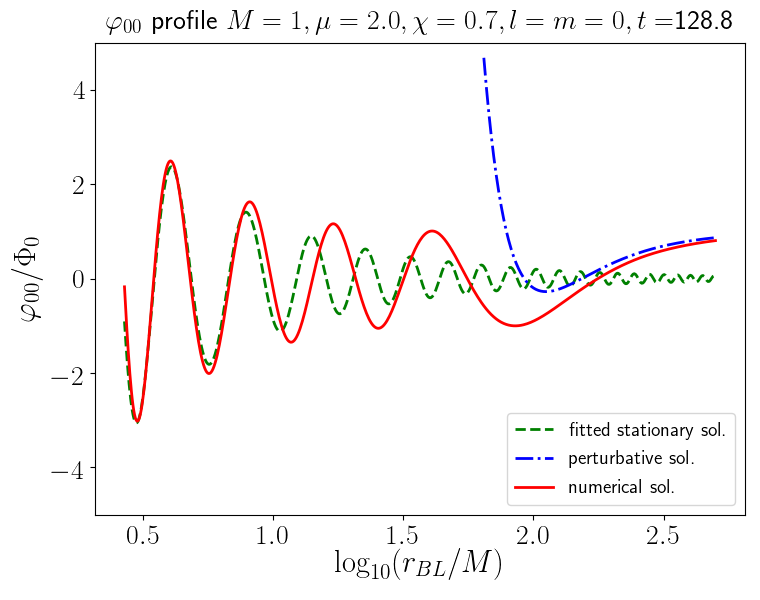 φ₀₀ profile M = 1, μ = 2.0, χ = 0.7, l = m = 0, t =128.8
φ₀₀/Φ₀
4
2
0
−2
−4
fitted stationary sol.
perturbative sol.
numerical sol.
0.5 1.0 1.5 2.0 2.5
log₁₀(r_BL/M)